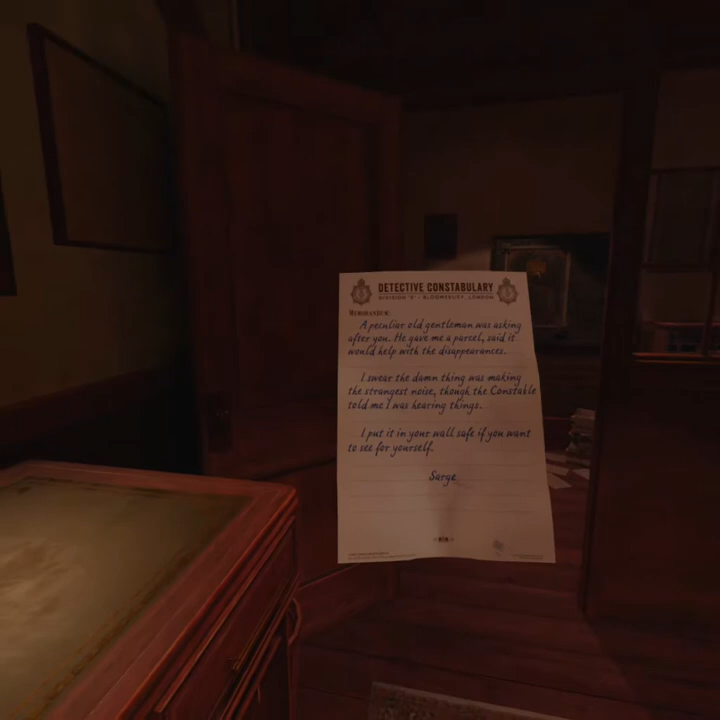 DETECTIVE CONSTABULARY
DIVISION "D" - BLOOMSBURY, LONDON
MEMORANDUM:
A peculiar old gentleman was asking
after you. He gave me a parcel, said it
would help with the disappearances.
I swear the damn thing was making
the strangest noise, though the Constable
told me I was hearing things.
I put it in your wall safe if you want
to see for yourself.
Sarge